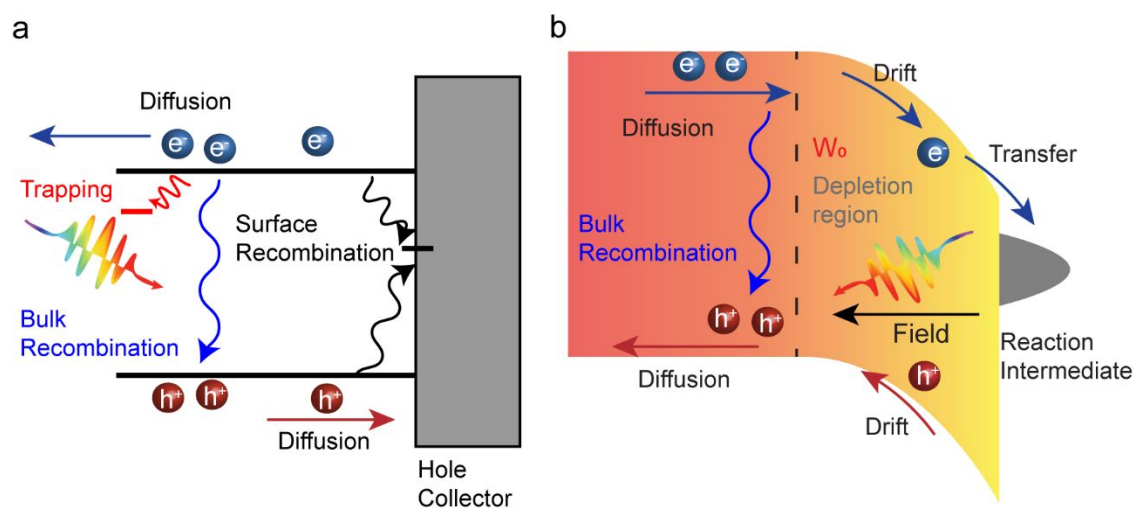 a
Diffusion
e⁻
e⁻
e⁻
Trapping
Surface
Recombination
Bulk
Recombination
h⁺
h⁺
h⁺
Diffusion
Hole
Collector
b
e⁻
e⁻
Drift
Diffusion
e⁻
Transfer
W₀
Depletion
region
Bulk
Recombination
h⁺
h⁺
Field
Reaction
Intermediate
Diffusion
h⁺
Drift